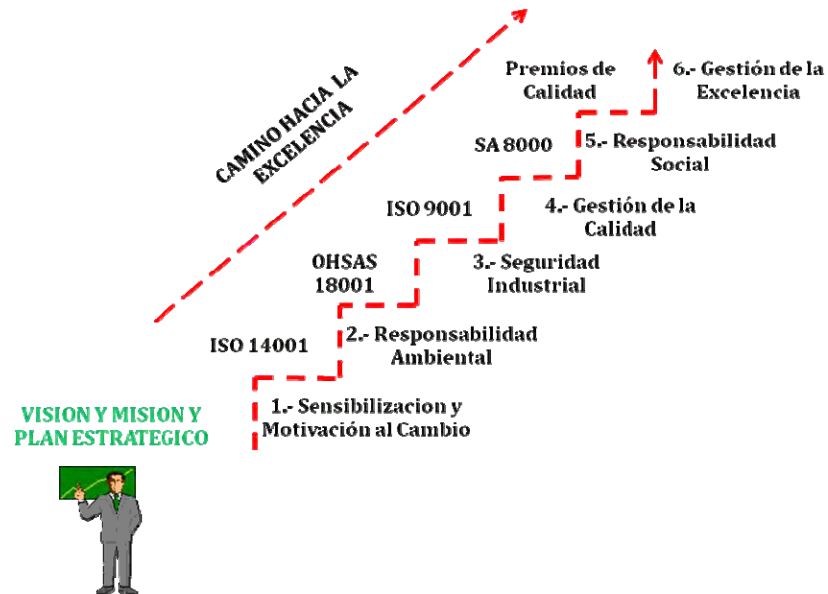 CAMINO HACIA LA
EXCELENCIA
Premios de
Calidad
6.- Gestión de la
Excelencia
SA 8000
5.- Responsabilidad
Social
ISO 9001
4.- Gestión de la
Calidad
OHSAS
18001
3.- Seguridad
Industrial
ISO 14001
2.- Responsabilidad
Ambiental
VISION Y MISION Y
PLAN ESTRATEGICO
1.- Sensibilizacion y
Motivación al Cambio